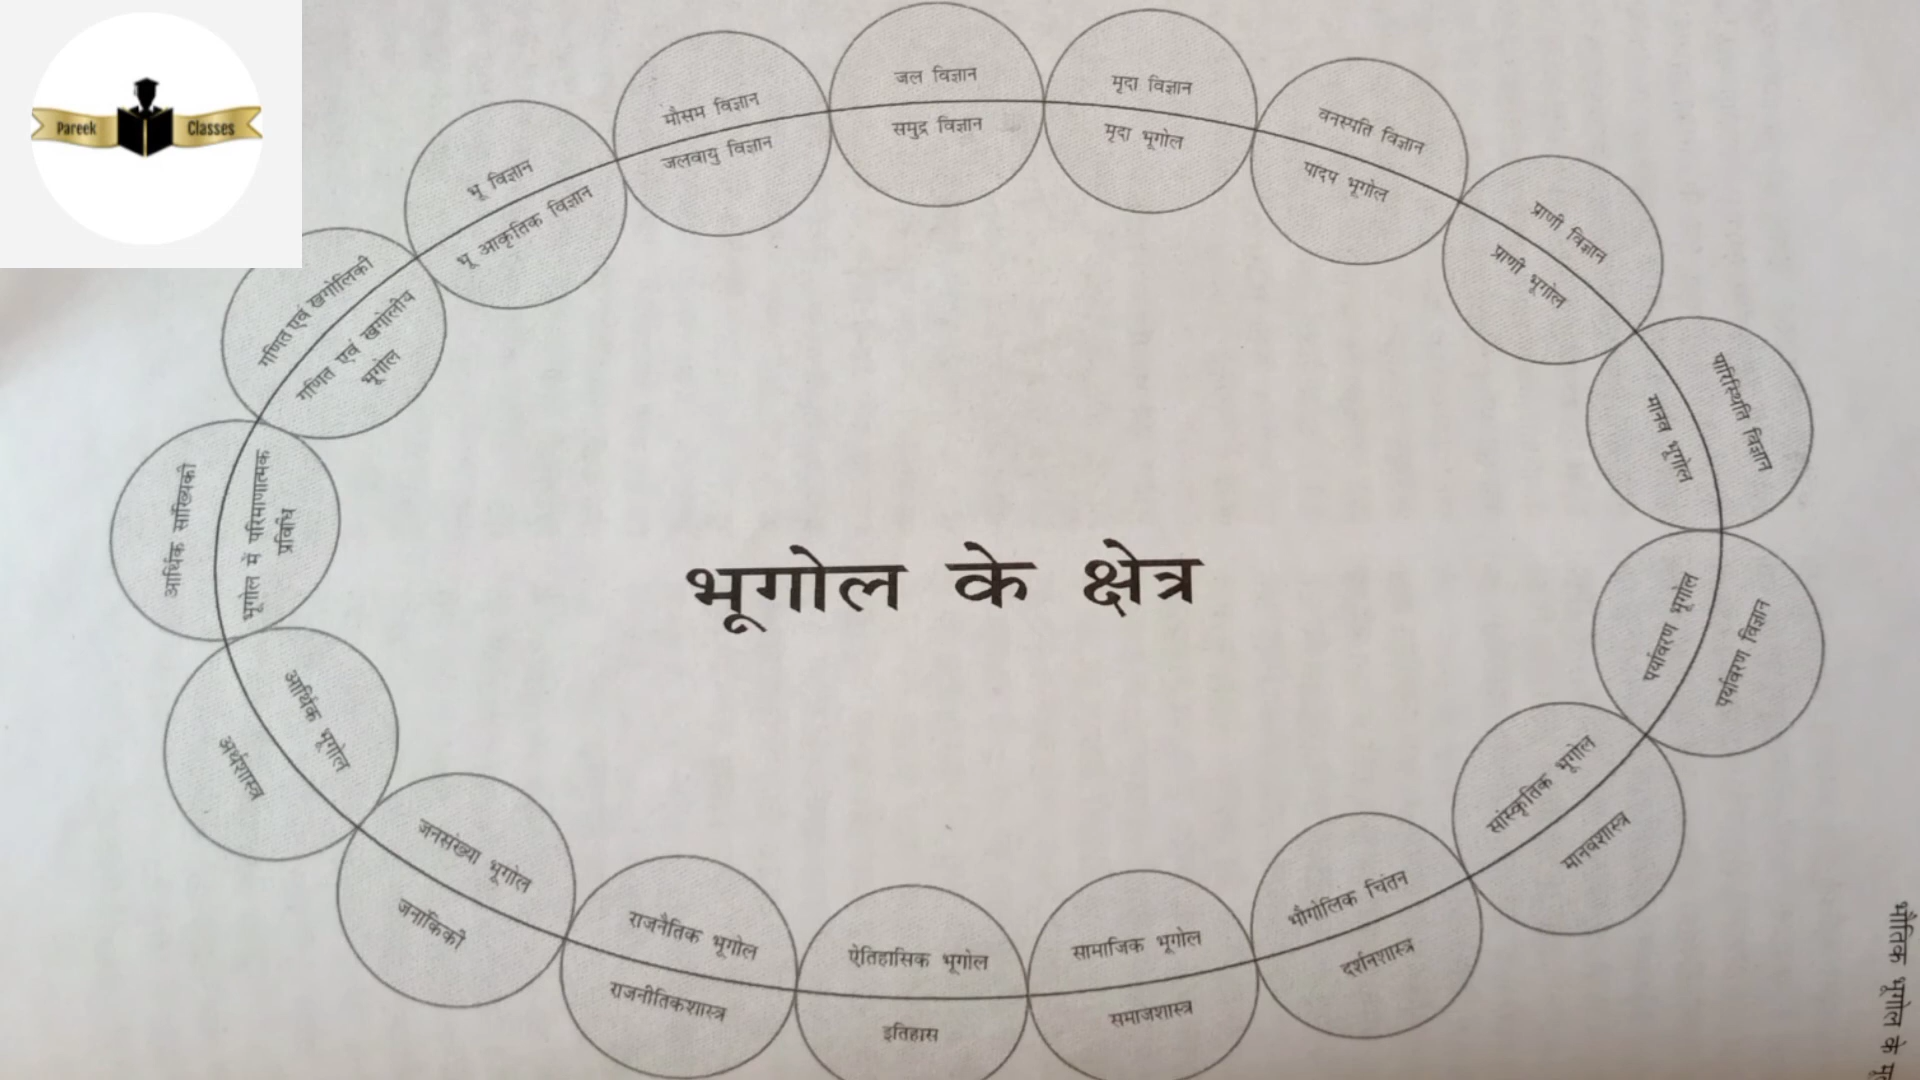 Pareek Classes
जल विज्ञान
समुद्र विज्ञान
मृदा विज्ञान
मृदा भूगोल
वनस्पति विज्ञान
पादप भूगोल
प्राणी विज्ञान
प्राणी भूगोल
पारिस्थिति विज्ञान
मानव भूगोल
पर्यावरण भूगोल
पर्यावरण विज्ञान
सांस्कृतिक भूगोल
मानवशास्त्र
भौगोलिक चिंतन
दर्शनशास्त्र
सामाजिक भूगोल
समाजशास्त्र
ऐतिहासिक भूगोल
इतिहास
राजनैतिक भूगोल
राजनीतिकशास्त्र
जनसंख्या भूगोल
जनांकिकी
आर्थिक भूगोल
अर्थशास्त्र
आर्थिक सांख्यिकी
भूगोल में परिमाणात्मक
प्रविधि
गणित एवं खगोलिकी
गणित एवं खगोलीय
भूगोल
भू विज्ञान
भू आकृतिक विज्ञान
मौसम विज्ञान
जलवायु विज्ञान
भूगोल के क्षेत्र
भौतिक भूगोल के